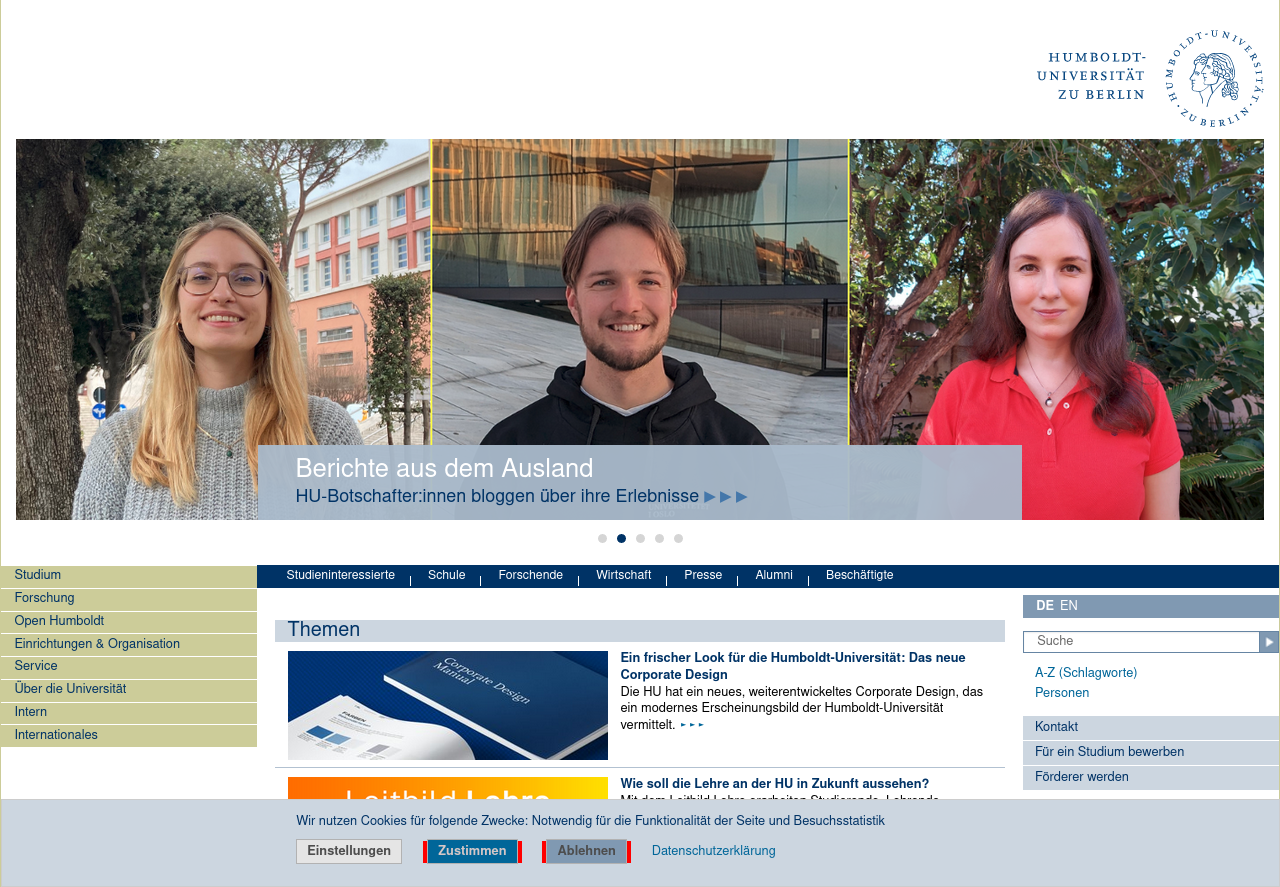 HUMBOLDT-
UNIVERSITÄT
ZU BERLIN
HUMBOLDT-UNIVERSITÄT
ZU BERLIN
Berichte aus dem Ausland
HU-Botschafter:innen bloggen über ihre Erlebnisse
Studium
Forschung
Open Humboldt
Einrichtungen & Organisation
Service
Über die Universität
Intern
Internationales
Studieninteressierte
Schule
Forschende
Wirtschaft
Presse
Alumni
Beschäftigte
Themen
Corporate Design
Manual
FARBEN
Ein frischer Look für die Humboldt-Universität: Das neue
Corporate Design
Die HU hat ein neues, weiterentwickeltes Corporate Design, das
ein modernes Erscheinungsbild der Humboldt-Universität
vermittelt.
Leitbild Lehre
Wie soll die Lehre an der HU in Zukunft aussehen?
Mit dem Leitbild Lehre erarbeiten Studierende, Lehrende
DE EN
Suche
A-Z (Schlagworte)
Personen
Kontakt
Für ein Studium bewerben
Förderer werden
Wir nutzen Cookies für folgende Zwecke: Notwendig für die Funktionalität der Seite und Besuchsstatistik
Einstellungen
Zustimmen
Ablehnen
Datenschutzerklärung